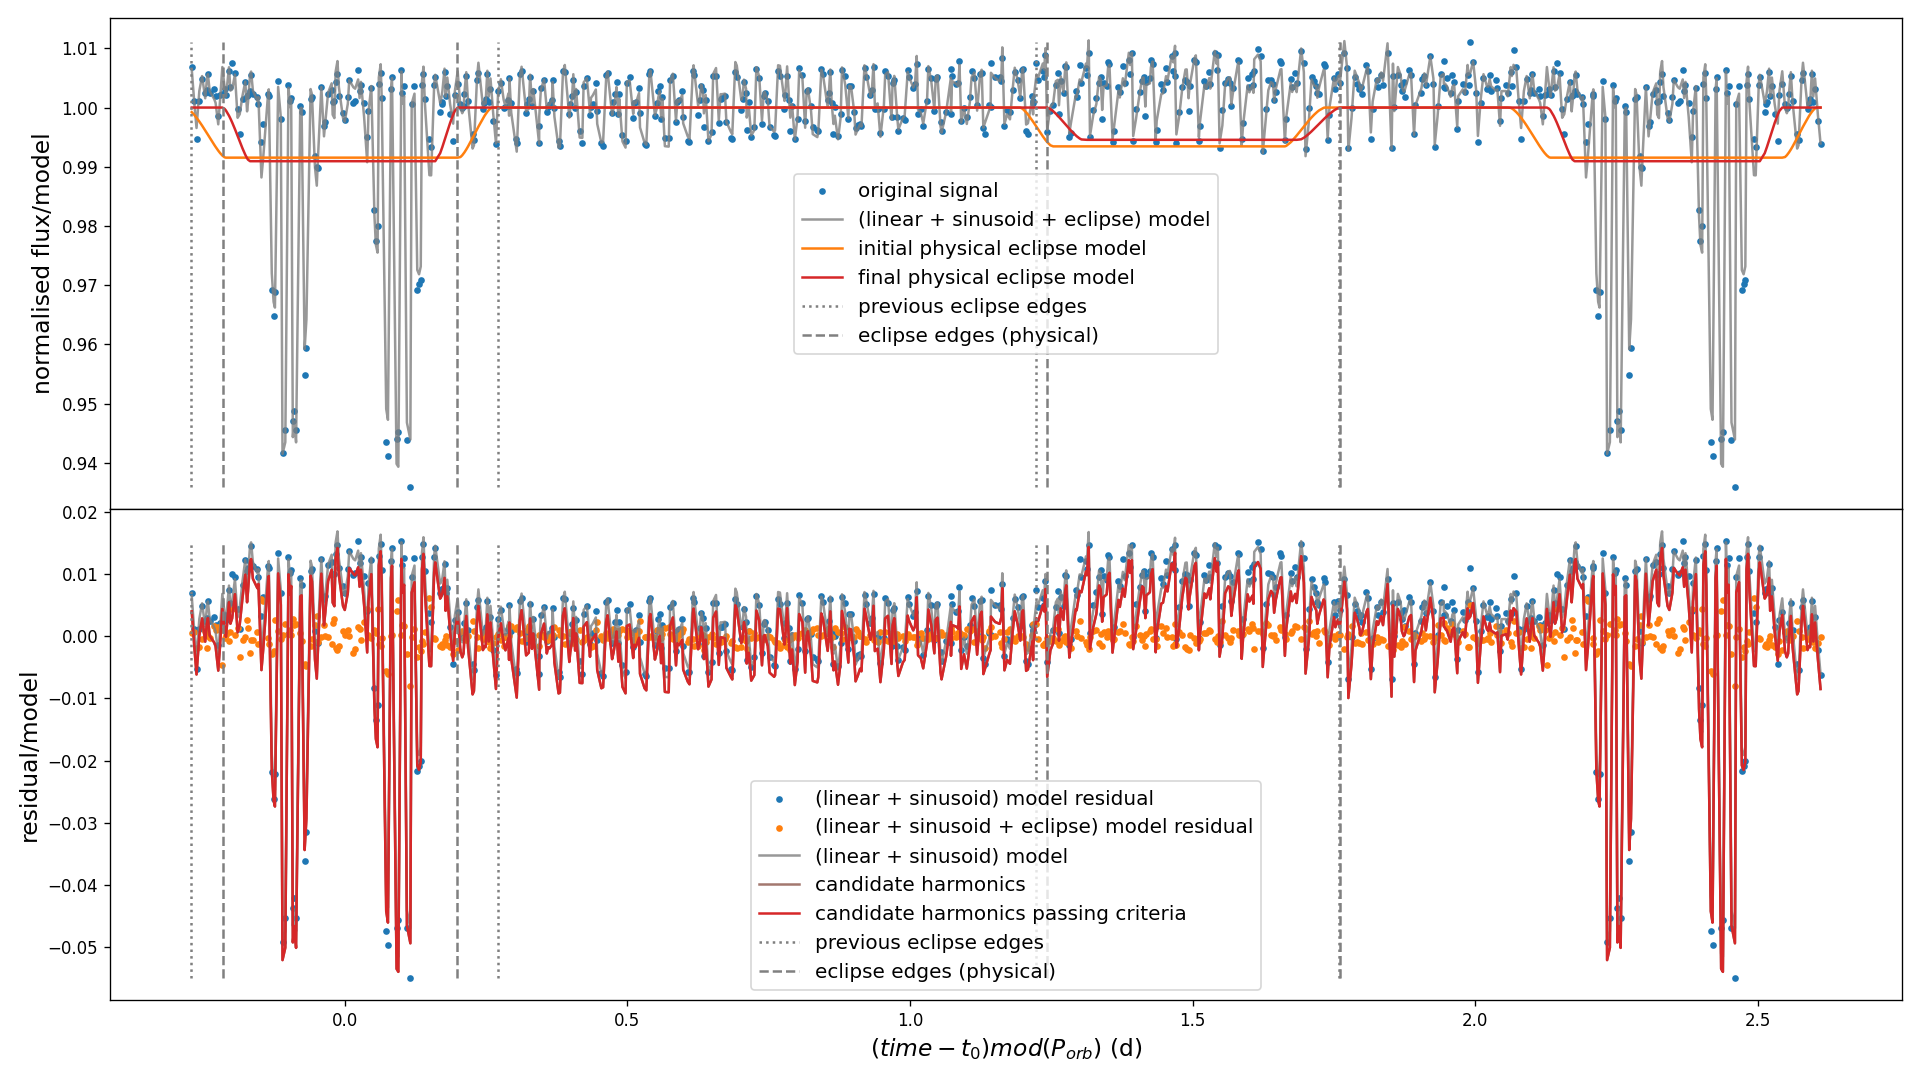 1.01
1.00
0.99
0.98
0.97
0.96
0.95
0.94
normalised flux/model
original signal
(linear + sinusoid + eclipse) model
initial physical eclipse model
final physical eclipse model
previous eclipse edges
eclipse edges (physical)
0.02
0.01
0.00
−0.01
−0.02
−0.03
−0.04
−0.05
residual/model
(linear + sinusoid) model residual
(linear + sinusoid + eclipse) model residual
(linear + sinusoid) model
candidate harmonics
candidate harmonics passing criteria
previous eclipse edges
eclipse edges (physical)
0.0 0.5 1.0 1.5 2.0 2.5
(time − t₀)mod(P_orb) (d)